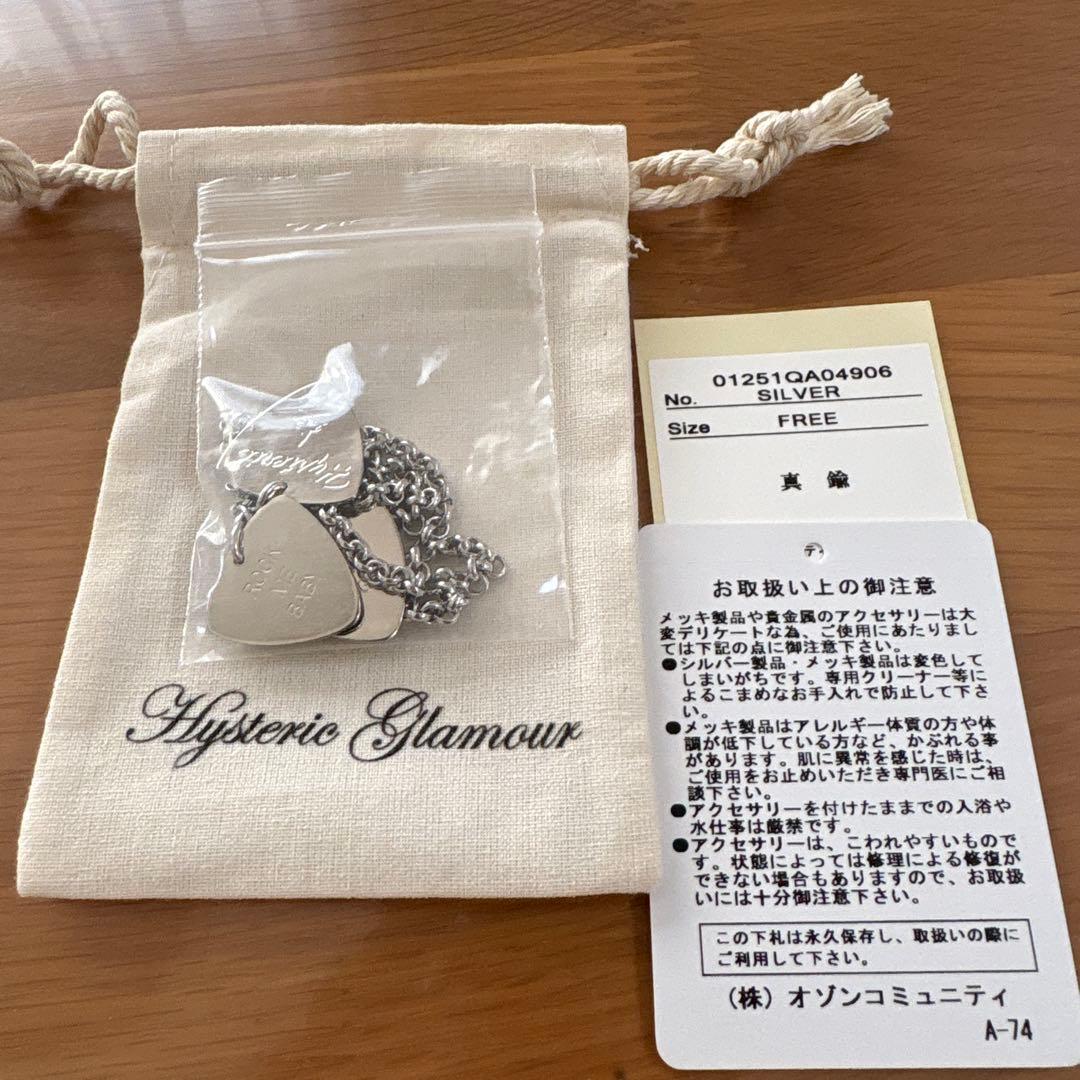 Hysteric
ROCK
ME
BABY
Hysteric Glamour
01251QA04906
No. SILVER
Size FREE
真鍮
お取扱い上の御注意
メッキ製品や貴金属のアクセサリーは大
変デリケートな為、ご使用にあたりまし
ては下記の点に御注意下さい。
●シルバー製品・メッキ製品は変色して
しまいがちです。専用クリーナー等に
よるこまめなお手入れで防止して下さ
い。
●メッキ製品はアレルギー体質の方や体
調が低下している方など、かぶれる事
があります。肌に異常を感じた時は、
ご使用をお止めいただき専門医にご相
談下さい。
●アクセサリーを付けたままでの入浴や
水仕事は厳禁です。
●アクセサリーは、こわれやすいもので
す。状態によっては修理による修復が
できない場合もありますので、お取扱
いには十分御注意下さい。
この下札は永久保存し、取扱いの際に
ご利用して下さい。
(株)オゾンコミュニティ
A-74